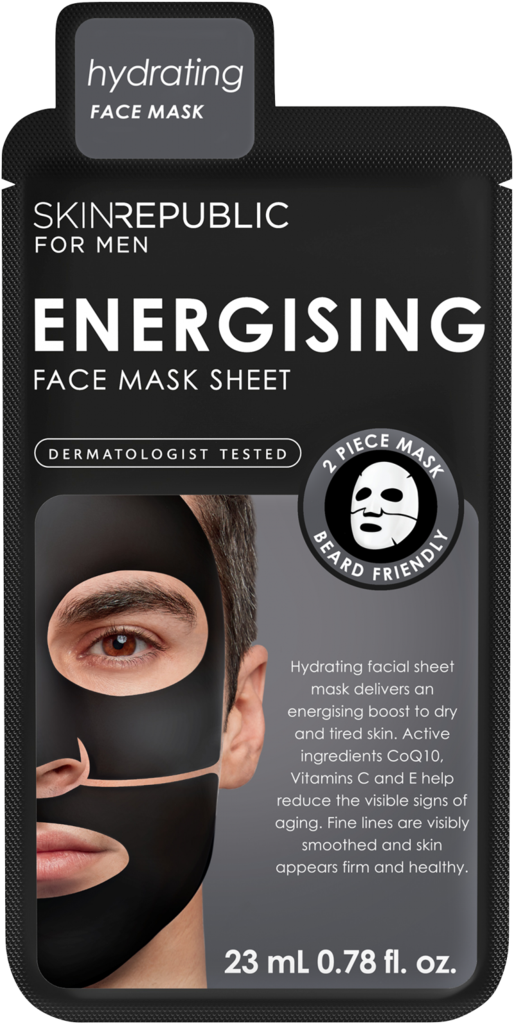 hydrating
FACE MASK
SKINREPUBLIC
FOR MEN
ENERGISING
FACE MASK SHEET
DERMATOLOGIST TESTED
2 PIECE MASK
BEARD FRIENDLY
Hydrating facial sheet
mask delivers an
energising boost to dry
and tired skin. Active
ingredients CoQ10,
Vitamins C and E help
reduce the visible signs of
aging. Fine lines are visibly
smoothed and skin
appears firm and healthy.
23 mL 0.78 fl. oz.